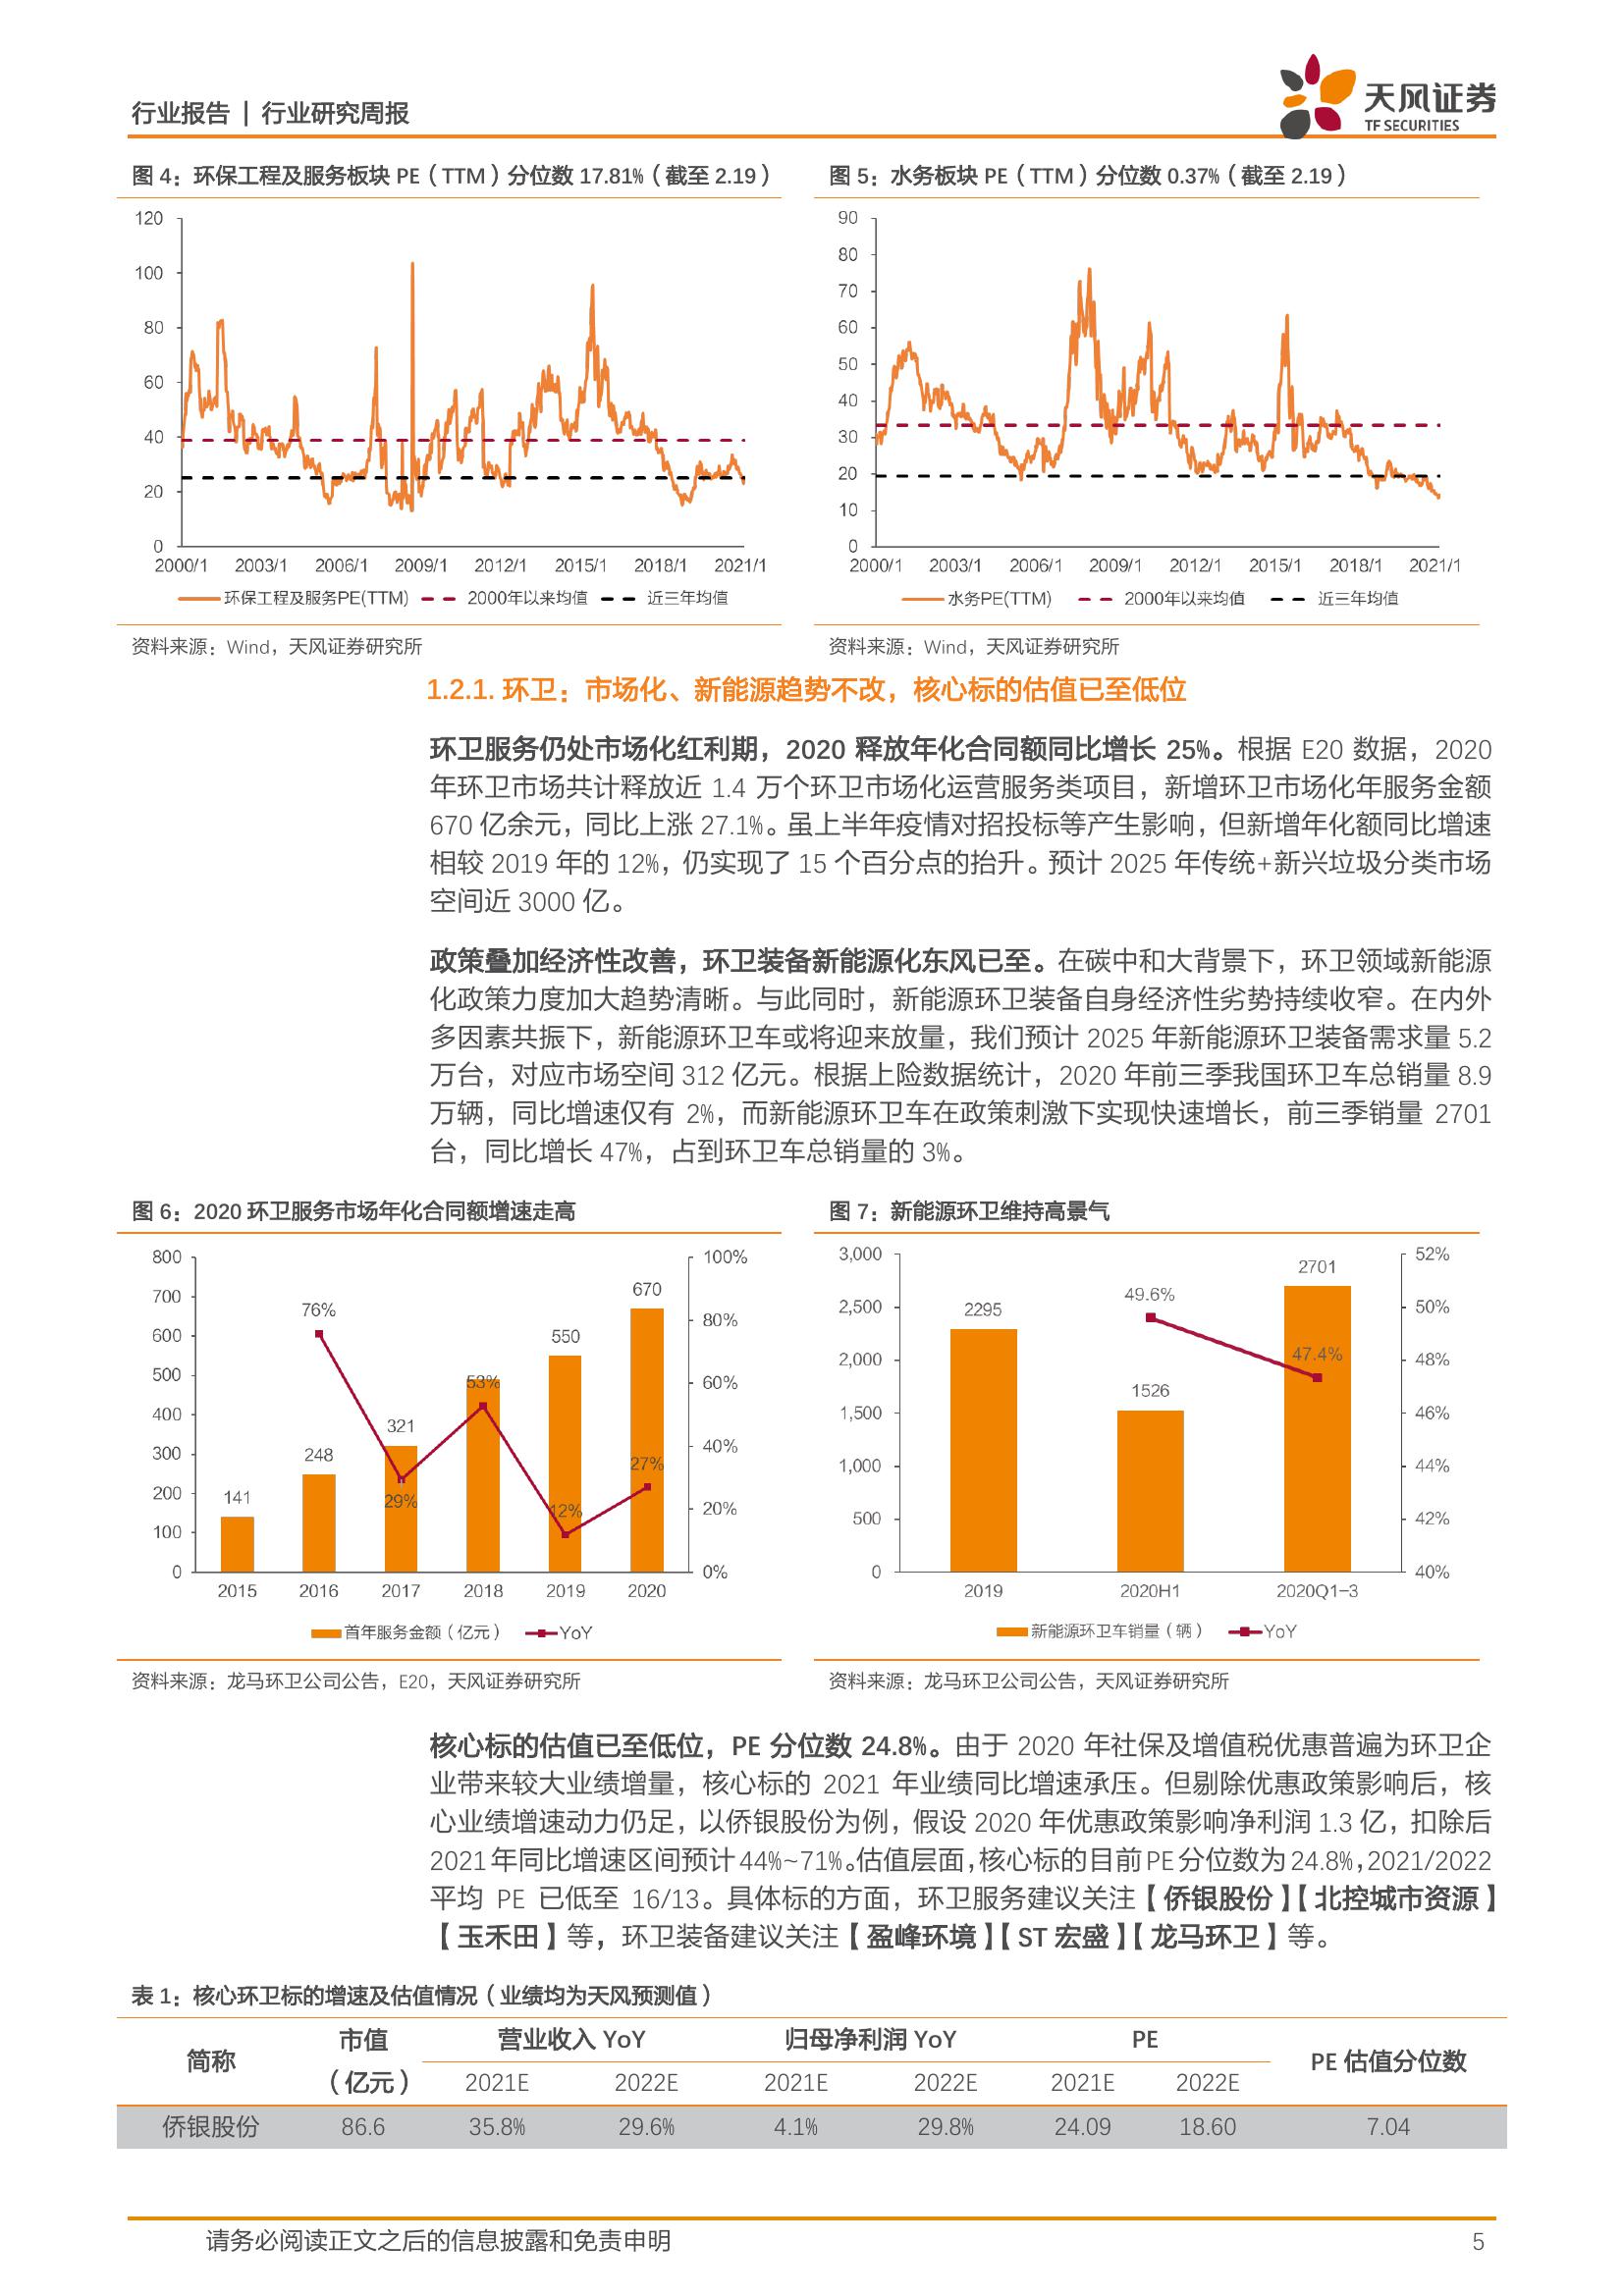 行业报告 | 行业研究周报
天风证券
TF SECURITIES
图 4：环保工程及服务板块 PE（TTM）分位数 17.81%（截至 2.19）
120
100
80
60
40
20
0
2000/1 2003/1 2006/1 2009/1 2012/1 2015/1 2018/1 2021/1
环保工程及服务PE(TTM) 2000年以来均值 近三年均值
资料来源：Wind，天风证券研究所
图 5：水务板块 PE（TTM）分位数 0.37%（截至 2.19）
90
80
70
60
50
40
30
20
10
0
2000/1 2003/1 2006/1 2009/1 2012/1 2015/1 2018/1 2021/1
水务PE(TTM) 2000年以来均值 近三年均值
资料来源：Wind，天风证券研究所
1.2.1. 环卫：市场化、新能源趋势不改，核心标的估值已至低位
环卫服务仍处市场化红利期，2020 释放年化合同额同比增长 25%。根据 E20 数据，2020
年环卫市场共计释放近 1.4 万个环卫市场化运营服务类项目，新增环卫市场化年服务金额
670 亿余元，同比上涨 27.1%。虽上半年疫情对招投标等产生影响，但新增年化额同比增速
相较 2019 年的 12%，仍实现了 15 个百分点的抬升。预计 2025 年传统+新兴垃圾分类市场
空间近 3000 亿。
政策叠加经济性改善，环卫装备新能源化东风已至。在碳中和大背景下，环卫领域新能源
化政策力度加大趋势清晰。与此同时，新能源环卫装备自身经济性劣势持续收窄。在内外
多因素共振下，新能源环卫车或将迎来放量，我们预计 2025 年新能源环卫装备需求量 5.2
万台，对应市场空间 312 亿元。根据上险数据统计，2020 年前三季我国环卫车总销量 8.9
万辆，同比增速仅有 2%，而新能源环卫车在政策刺激下实现快速增长，前三季销量 2701
台，同比增长 47%，占到环卫车总销量的 3%。
图 6：2020 环卫服务市场年化合同额增速走高
800
700
600
500
400
300
200
100
0
100%
80%
60%
40%
20%
0%
141
248
321
550
670
76%
29%
53%
12%
27%
2015 2016 2017 2018 2019 2020
首年服务金额（亿元） YoY
资料来源：龙马环卫公司公告，E20，天风证券研究所
图 7：新能源环卫维持高景气
3,000
2,500
2,000
1,500
1,000
500
0
52%
50%
48%
46%
44%
42%
40%
2295
1526
2701
49.6%
47.4%
2019 2020H1 2020Q1-3
新能源环卫车销量（辆） YoY
资料来源：龙马环卫公司公告，天风证券研究所
核心标的估值已至低位，PE 分位数 24.8%。由于 2020 年社保及增值税优惠普遍为环卫企
业带来较大业绩增量，核心标的 2021 年业绩同比增速承压。但剔除优惠政策影响后，核
心业绩增速动力仍足，以侨银股份为例，假设 2020 年优惠政策影响净利润 1.3 亿，扣除后
2021 年同比增速区间预计 44%~71%。估值层面，核心标的目前 PE 分位数为 24.8%，2021/2022
平均 PE 已低至 16/13。具体标的方面，环卫服务建议关注【侨银股份】【北控城市资源】
【玉禾田】等，环卫装备建议关注【盈峰环境】【ST 宏盛】【龙马环卫】等。
表 1：核心环卫标的增速及估值情况（业绩均为天风预测值）
简称 市值（亿元） 营业收入 YoY 归母净利润 YoY PE PE 估值分位数
2021E 2022E 2021E 2022E 2021E 2022E
侨银股份 86.6 35.8% 29.6% 4.1% 29.8% 24.09 18.60 7.04
请务必阅读正文之后的信息披露和免责申明 5